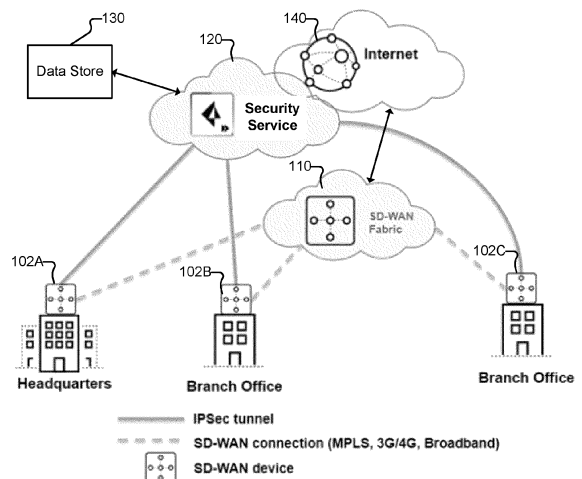 130
Data Store
120
140
Internet
Security
Service
110
SD-WAN
Fabric
102A
102B
102C
Headquarters
Branch Office
Branch Office
IPSec tunnel
SD-WAN connection (MPLS, 3G/4G, Broadband)
SD-WAN device